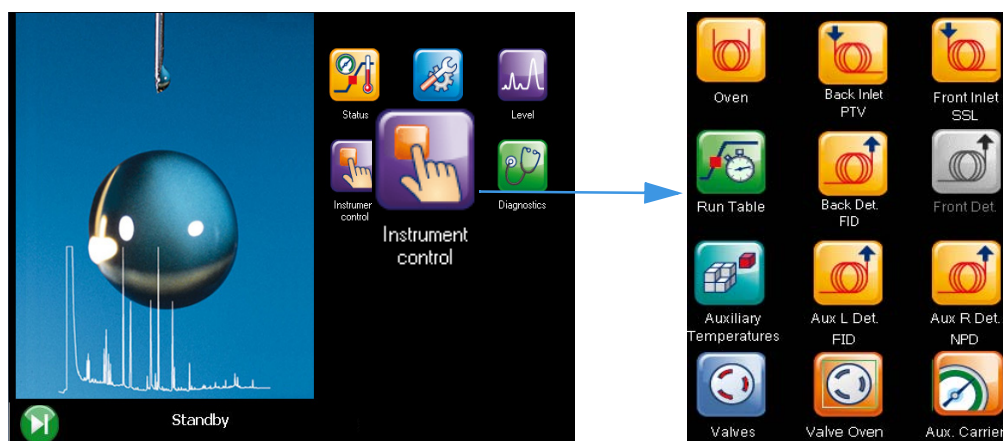 Status
Level
Instrumen
control
Diagnostics
Instrument
control
Standby
Oven
Back Inlet
PTV
Front Inlet
SSL
Run Table
Back Det.
FID
Front Det.
Auxiliary
Temperatures
Aux L Det.
FID
Aux R Det.
NPD
Valves
Valve Oven
Aux. Carrier